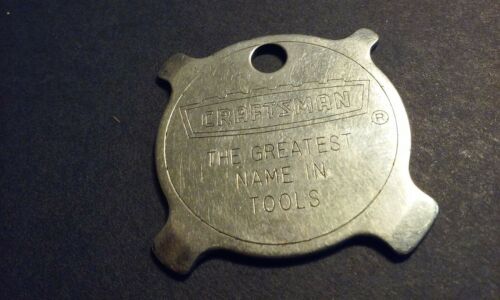 CRAFTSMAN
®
THE GREATEST
NAME IN
TOOLS